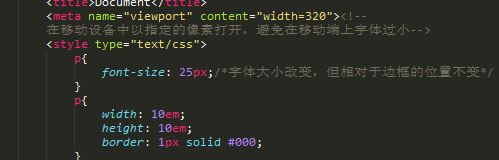 <title>Document</title>
<meta name="viewport" content="width=320"><!--
在移动设备中以指定的像素打开，避免在移动端上字体过小-->
<style type="text/css">
p{
font-size: 25px;/*字体大小改变，但相对于边框的位置不变*/
}
p{
width: 10em;
height: 10em;
border: 1px solid #000;
}